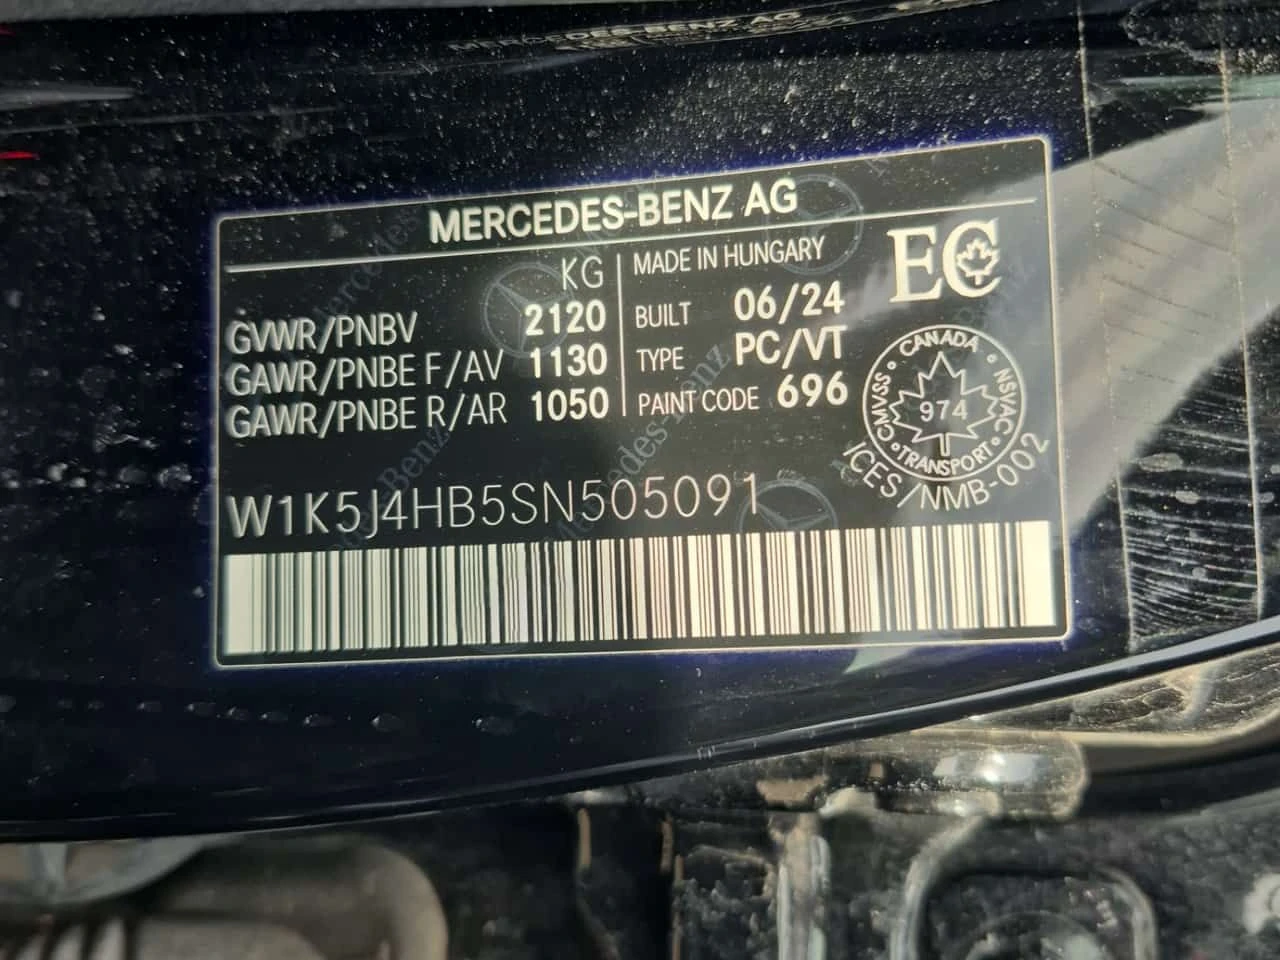 MERCEDES-BENZ AG
KG
GVWR/PNBV 2120
GAWR/PNBE F/AV 1130
GAWR/PNBE R/AR 1050
MADE IN HUNGARY
BUILT 06/24
TYPE PC/VT
PAINT CODE 696
EC
CANADA
CMVSS
NSVAC
974
TRANSPORT
ICES/NMB-002
W1K5J4HB5SN505091